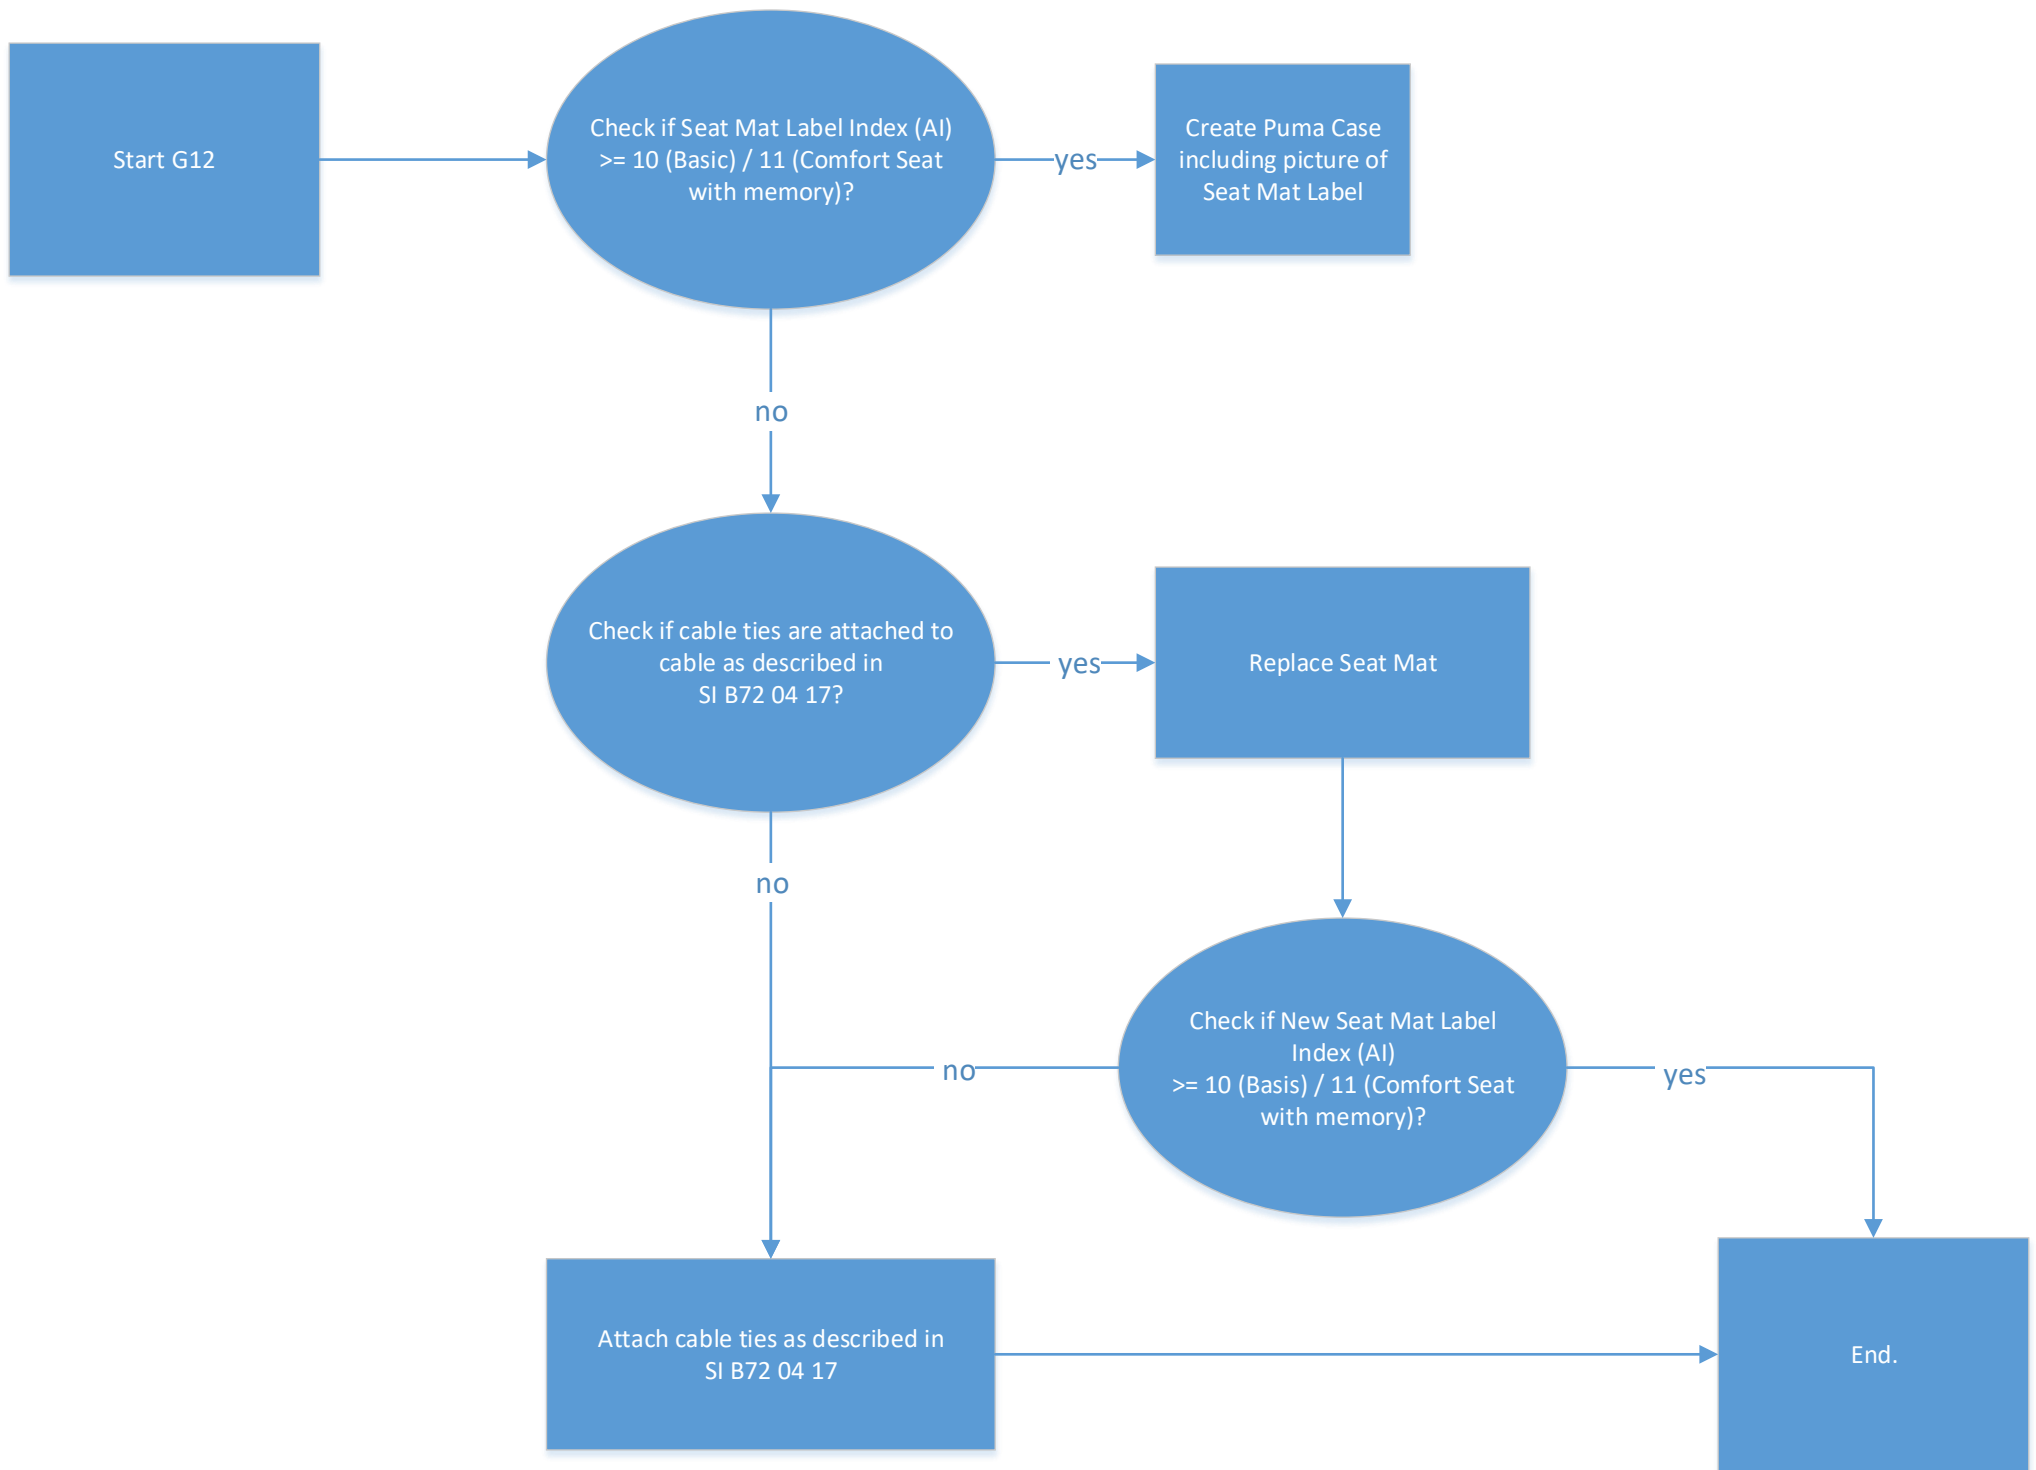 Start G12
Check if Seat Mat Label Index (AI)
>= 10 (Basic) / 11 (Comfort Seat
with memory)?
yes
Create Puma Case
including picture of
Seat Mat Label
no
Check if cable ties are attached to
cable as described in
SI B72 04 17?
yes
Replace Seat Mat
no
Check if New Seat Mat Label
Index (AI)
>= 10 (Basis) / 11 (Comfort Seat
with memory)?
no
yes
Attach cable ties as described in
SI B72 04 17
End.